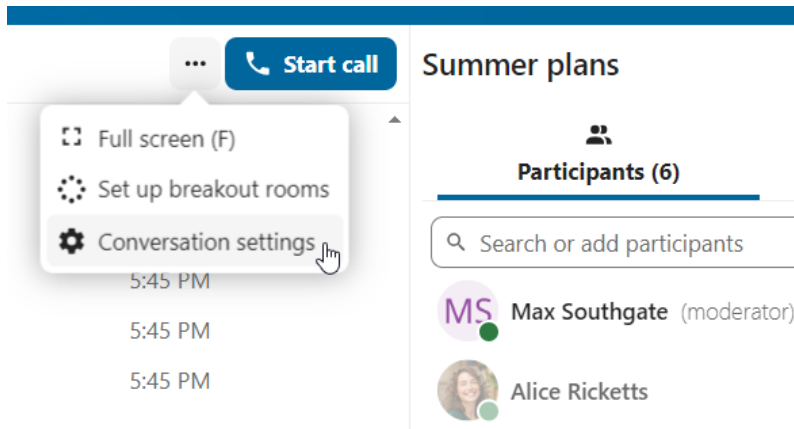 ... Start call
Summer plans
Full screen (F)
Set up breakout rooms
Conversation settings
5:45 PM
5:45 PM
5:45 PM
Participants (6)
Search or add participants
MS Max Southgate (moderator)
Alice Ricketts